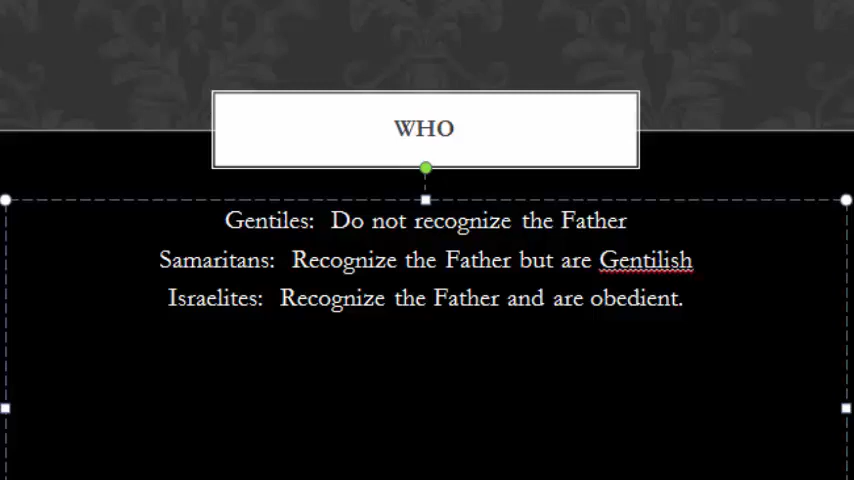 WHO
Gentiles: Do not recognize the Father
Samaritans: Recognize the Father but are Gentilish
Israelites: Recognize the Father and are obedient.